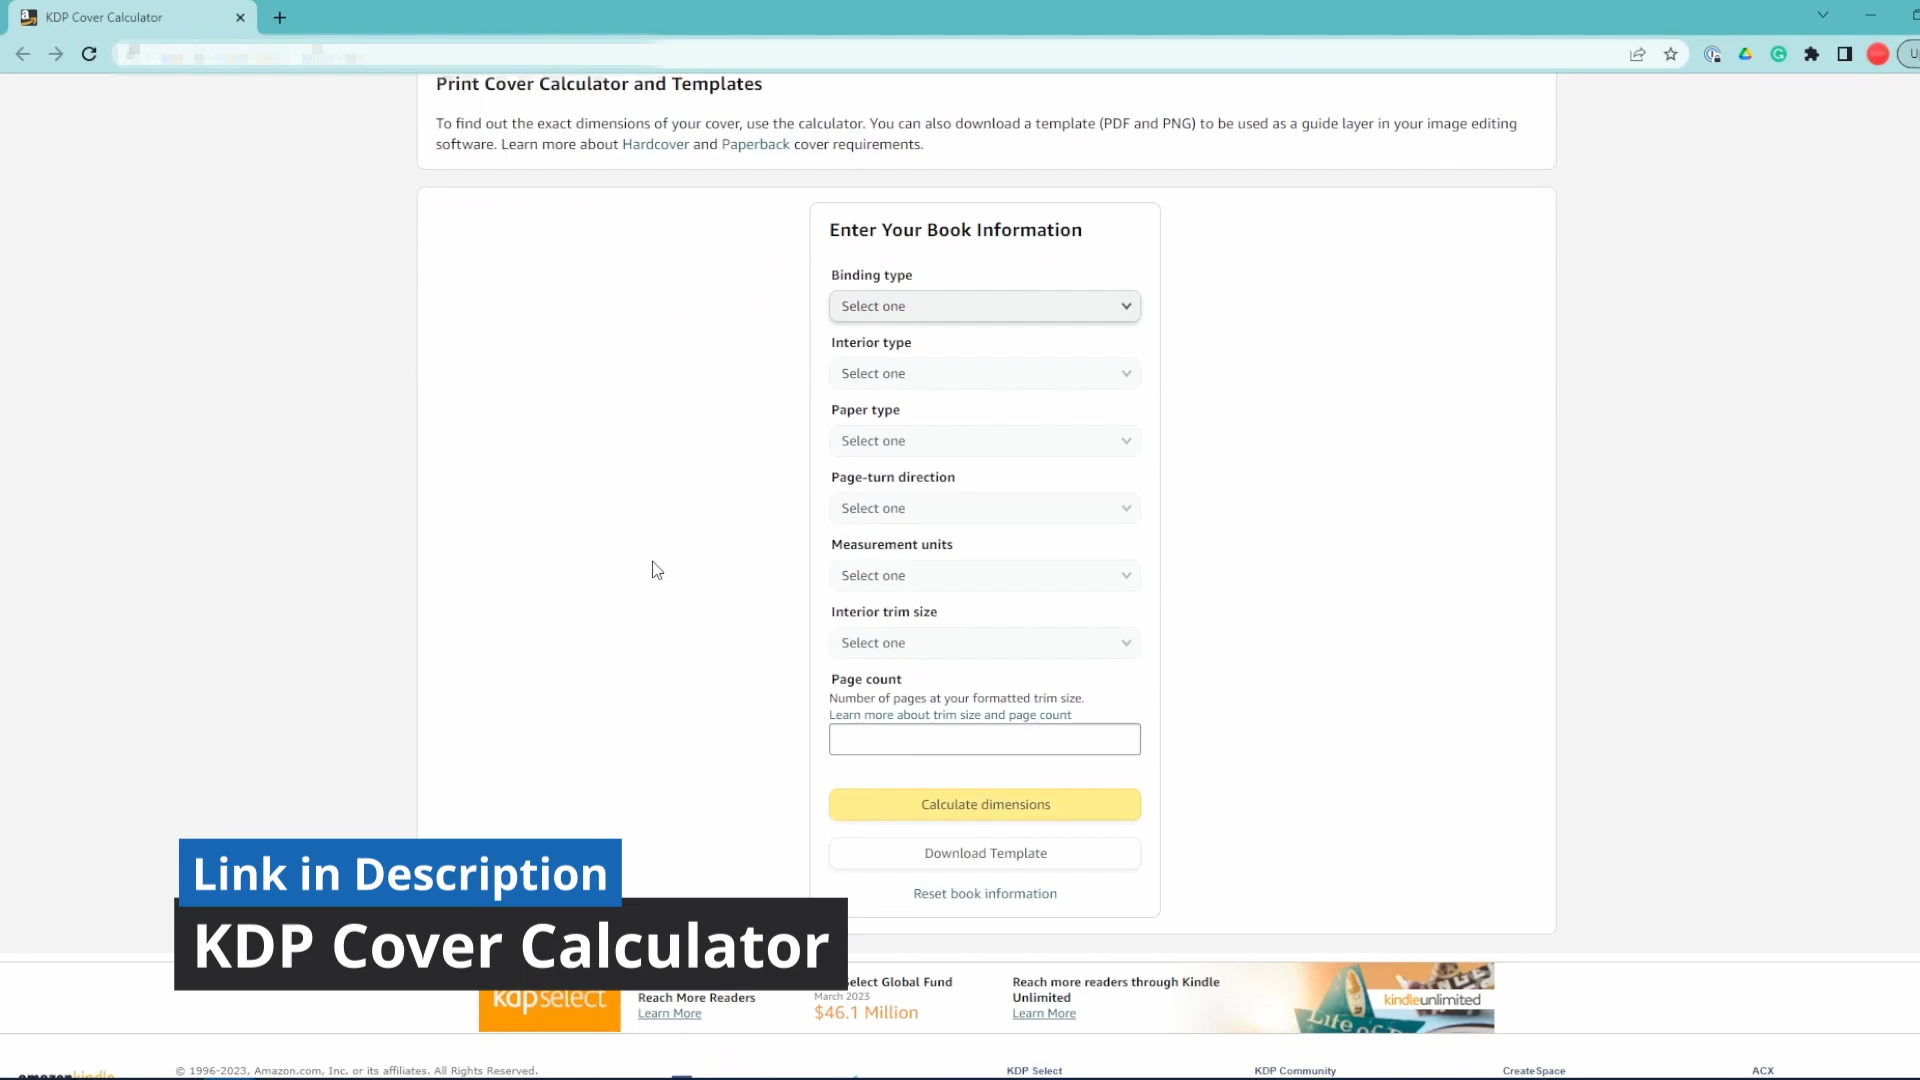 KDP Cover Calculator
Print Cover Calculator and Templates
To find out the exact dimensions of your cover, use the calculator. You can also download a template (PDF and PNG) to be used as a guide layer in your image editing
software. Learn more about Hardcover and Paperback cover requirements.
Enter Your Book Information
Binding type
Select one
Interior type
Select one
Paper type
Select one
Page-turn direction
Select one
Measurement units
Select one
Interior trim size
Select one
Page count
Number of pages at your formatted trim size.
Learn more about trim size and page count
Calculate dimensions
Download Template
Reset book information
Link in Description
KDP Cover Calculator
kdpselect
Reach More Readers
Learn More
Select Global Fund
March 2023
$46.1 Million
Reach more readers through Kindle
Unlimited
Learn More
kindleunlimited
© 1996-2023, Amazon.com, Inc. or its affiliates. All Rights Reserved.
KDP Select
KDP Community
CreateSpace
ACX